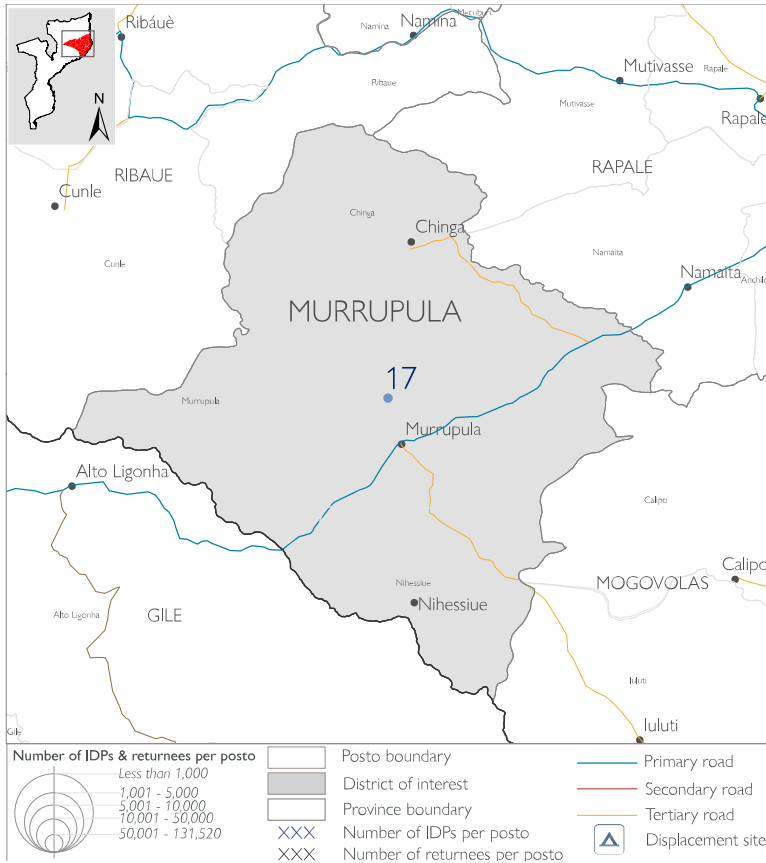 Ribáuè
Namina
Namina
Mecuburi
Mutivasse
Rapale
Ribaue
Mutivasse
Rapale
N
RIBAUE
RAPALE
Cunle
Chinga
Chinga
Namaita
Cunle
Namaita
Anchilo
MURRUPULA
17
Murrupula
Murrupula
Alto Ligonha
Calipo
Calipo
Nihessiue
MOGOVOLAS
Nihessiue
Alto Ligonha
GILE
Iuluti
Iuluti
Gile
Number of IDPs & returnees per posto
Less than 1,000
1,001 - 5,000
5,001 - 10,000
10,001 - 50,000
50,001 - 131,520
Posto boundary
District of interest
Province boundary
XXX Number of IDPs per posto
XXX Number of returnees per posto
Primary road
Secondary road
Tertiary road
Displacement site